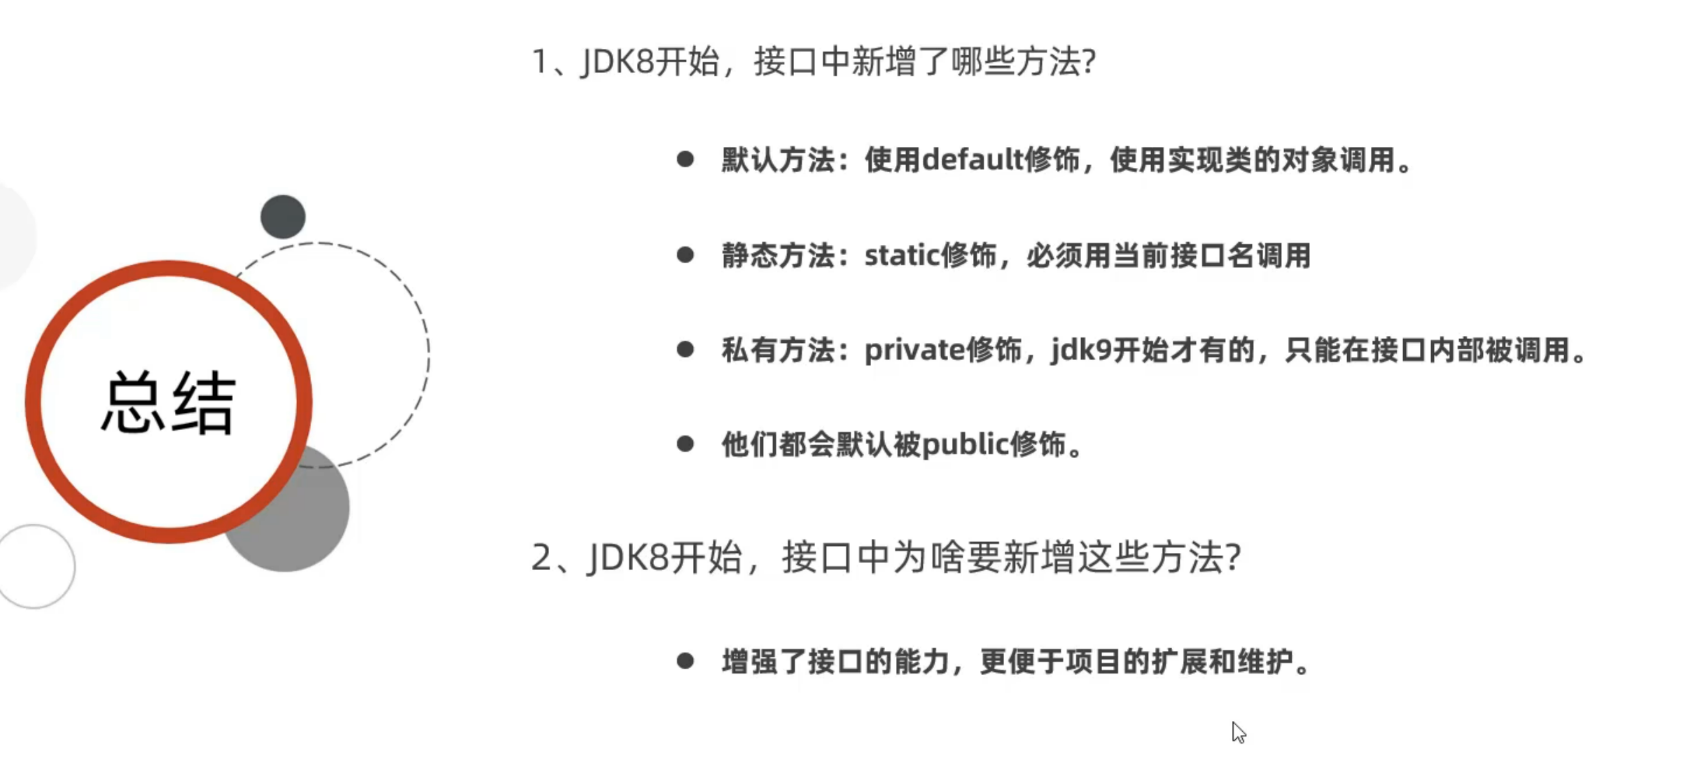 总结
1、JDK8开始，接口中新增了哪些方法?
● 默认方法：使用default修饰，使用实现类的对象调用。
● 静态方法：static修饰，必须用当前接口名调用
● 私有方法：private修饰，jdk9开始才有的，只能在接口内部被调用。
● 他们都会默认被public修饰。
2、JDK8开始，接口中为啥要新增这些方法?
● 增强了接口的能力，更便于项目的扩展和维护。